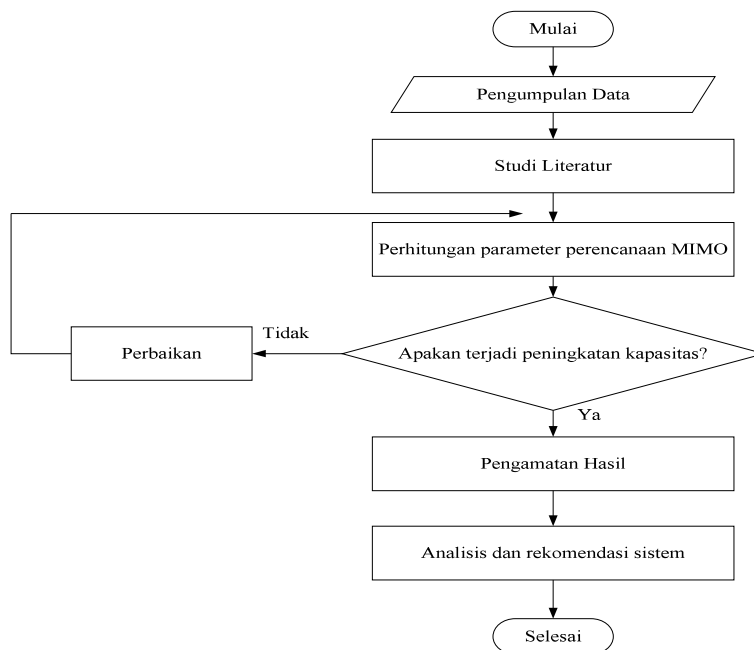 Mulai
Pengumpulan Data
Studi Literatur
Perhitungan parameter perencanaan MIMO
Apakan terjadi peningkatan kapasitas?
Tidak
Perbaikan
Ya
Pengamatan Hasil
Analisis dan rekomendasi sistem
Selesai